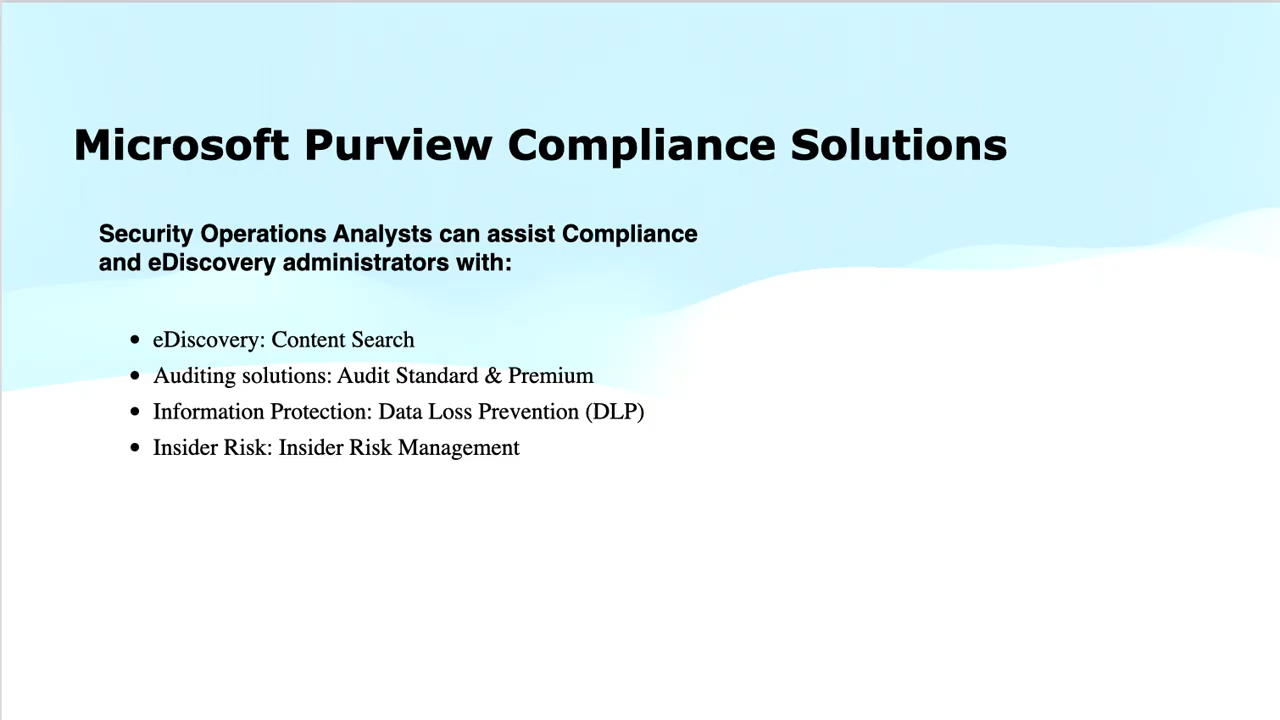 Microsoft Purview Compliance Solutions
Security Operations Analysts can assist Compliance
and eDiscovery administrators with:
• eDiscovery: Content Search
• Auditing solutions: Audit Standard & Premium
• Information Protection: Data Loss Prevention (DLP)
• Insider Risk: Insider Risk Management